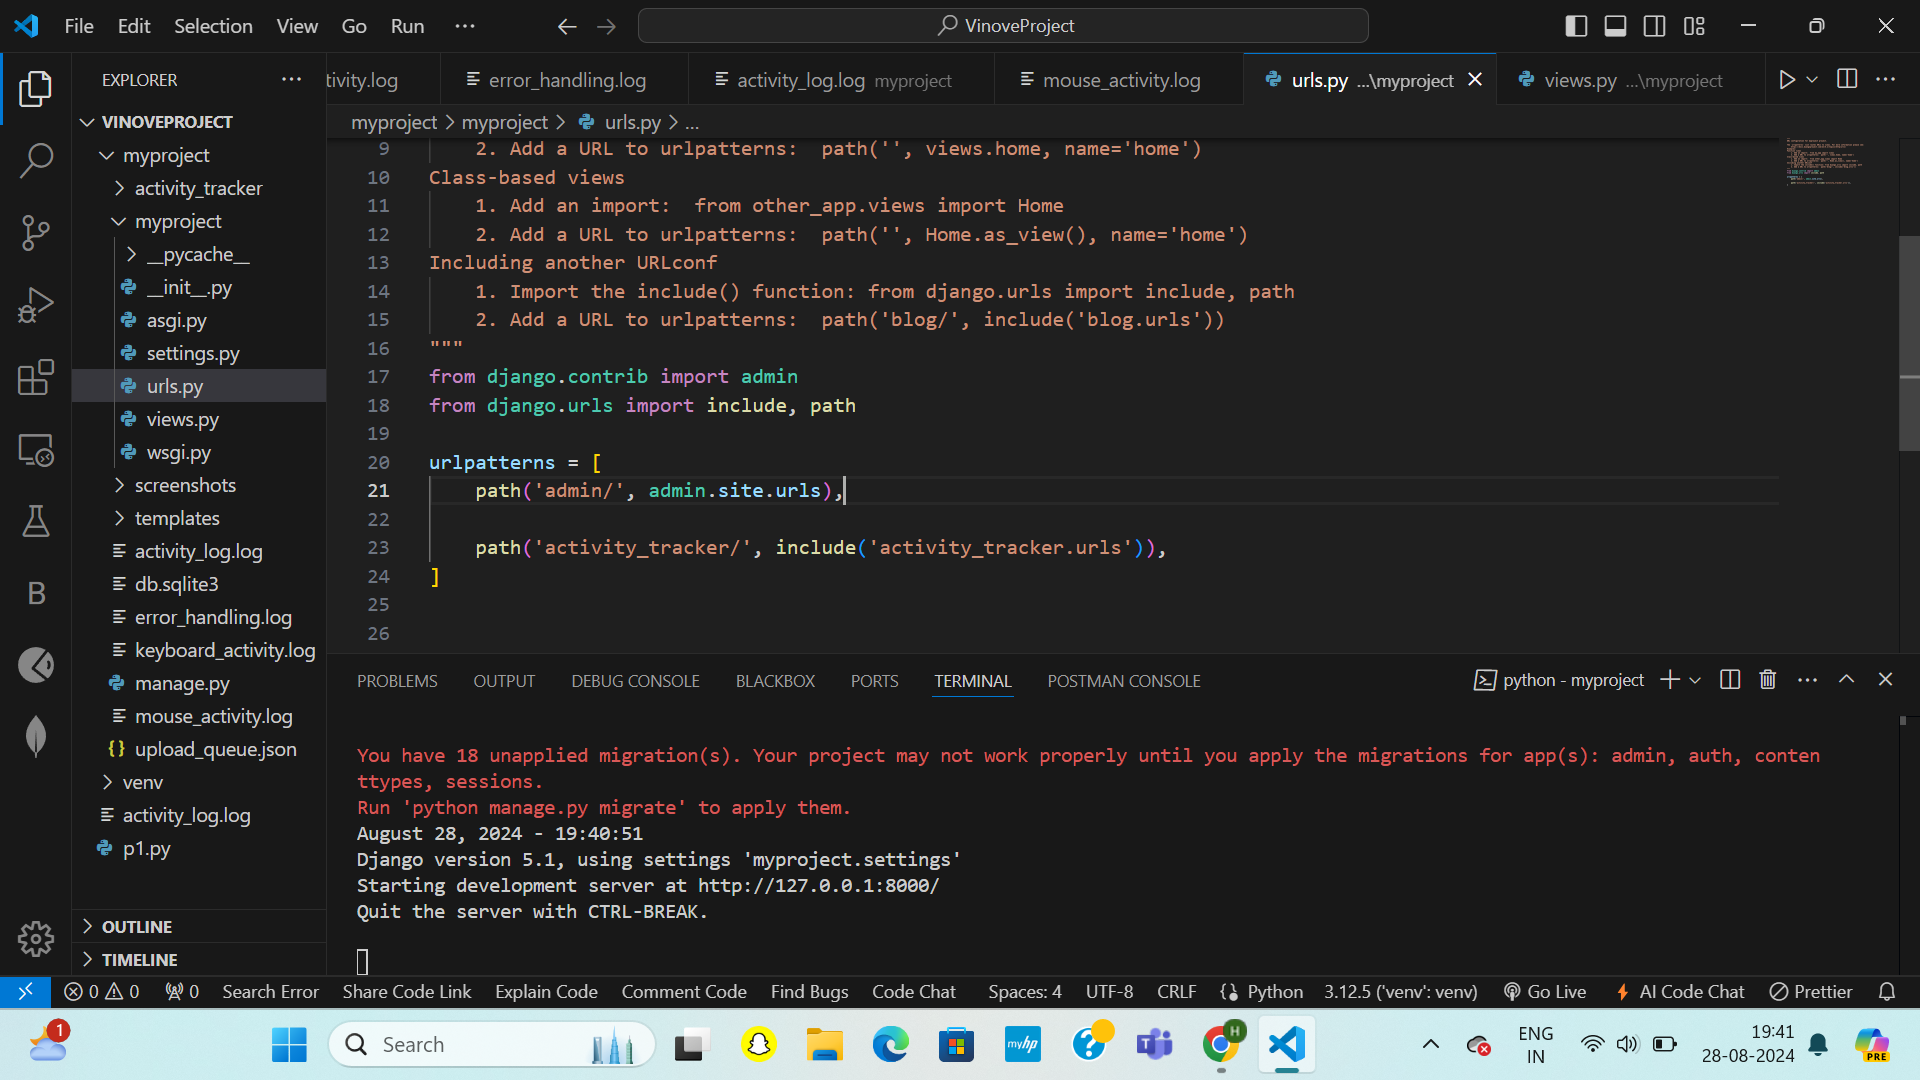 File Edit Selection View Go Run ···
VinoveProject
EXPLORER
tivity.log
error_handling.log
activity_log.log myproject
mouse_activity.log
urls.py ...\myproject
views.py ...\myproject
VINOVEPROJECT
myproject
activity_tracker
myproject
__pycache__
__init__.py
asgi.py
settings.py
urls.py
views.py
wsgi.py
screenshots
templates
activity_log.log
db.sqlite3
error_handling.log
keyboard_activity.log
manage.py
mouse_activity.log
{} upload_queue.json
venv
activity_log.log
p1.py
OUTLINE
TIMELINE
myproject > myproject > urls.py > ...
9 2. Add a URL to urlpatterns:  path('', views.home, name='home')
10 Class-based views
11 1. Add an import:  from other_app.views import Home
12 2. Add a URL to urlpatterns:  path('', Home.as_view(), name='home')
13 Including another URLconf
14 1. Import the include() function: from django.urls import include, path
15 2. Add a URL to urlpatterns:  path('blog/', include('blog.urls'))
16 """
17 from django.contrib import admin
18 from django.urls import include, path
19
20 urlpatterns = [
21 path('admin/', admin.site.urls),
22
23 path('activity_tracker/', include('activity_tracker.urls')),
24 ]
25
26
PROBLEMS OUTPUT DEBUG CONSOLE BLACKBOX PORTS TERMINAL POSTMAN CONSOLE
python - myproject
You have 18 unapplied migration(s). Your project may not work properly until you apply the migrations for app(s): admin, auth, conten
ttypes, sessions.
Run 'python manage.py migrate' to apply them.
August 28, 2024 - 19:40:51
Django version 5.1, using settings 'myproject.settings'
Starting development server at http://127.0.0.1:8000/
Quit the server with CTRL-BREAK.
B
0 0 0 Search Error Share Code Link Explain Code Comment Code Find Bugs Code Chat Spaces: 4 UTF-8 CRLF Python 3.12.5 ('venv': venv) Go Live AI Code Chat Prettier
1
Search
myhp
?
T
H
ENG
IN
19:41
28-08-2024
PRE